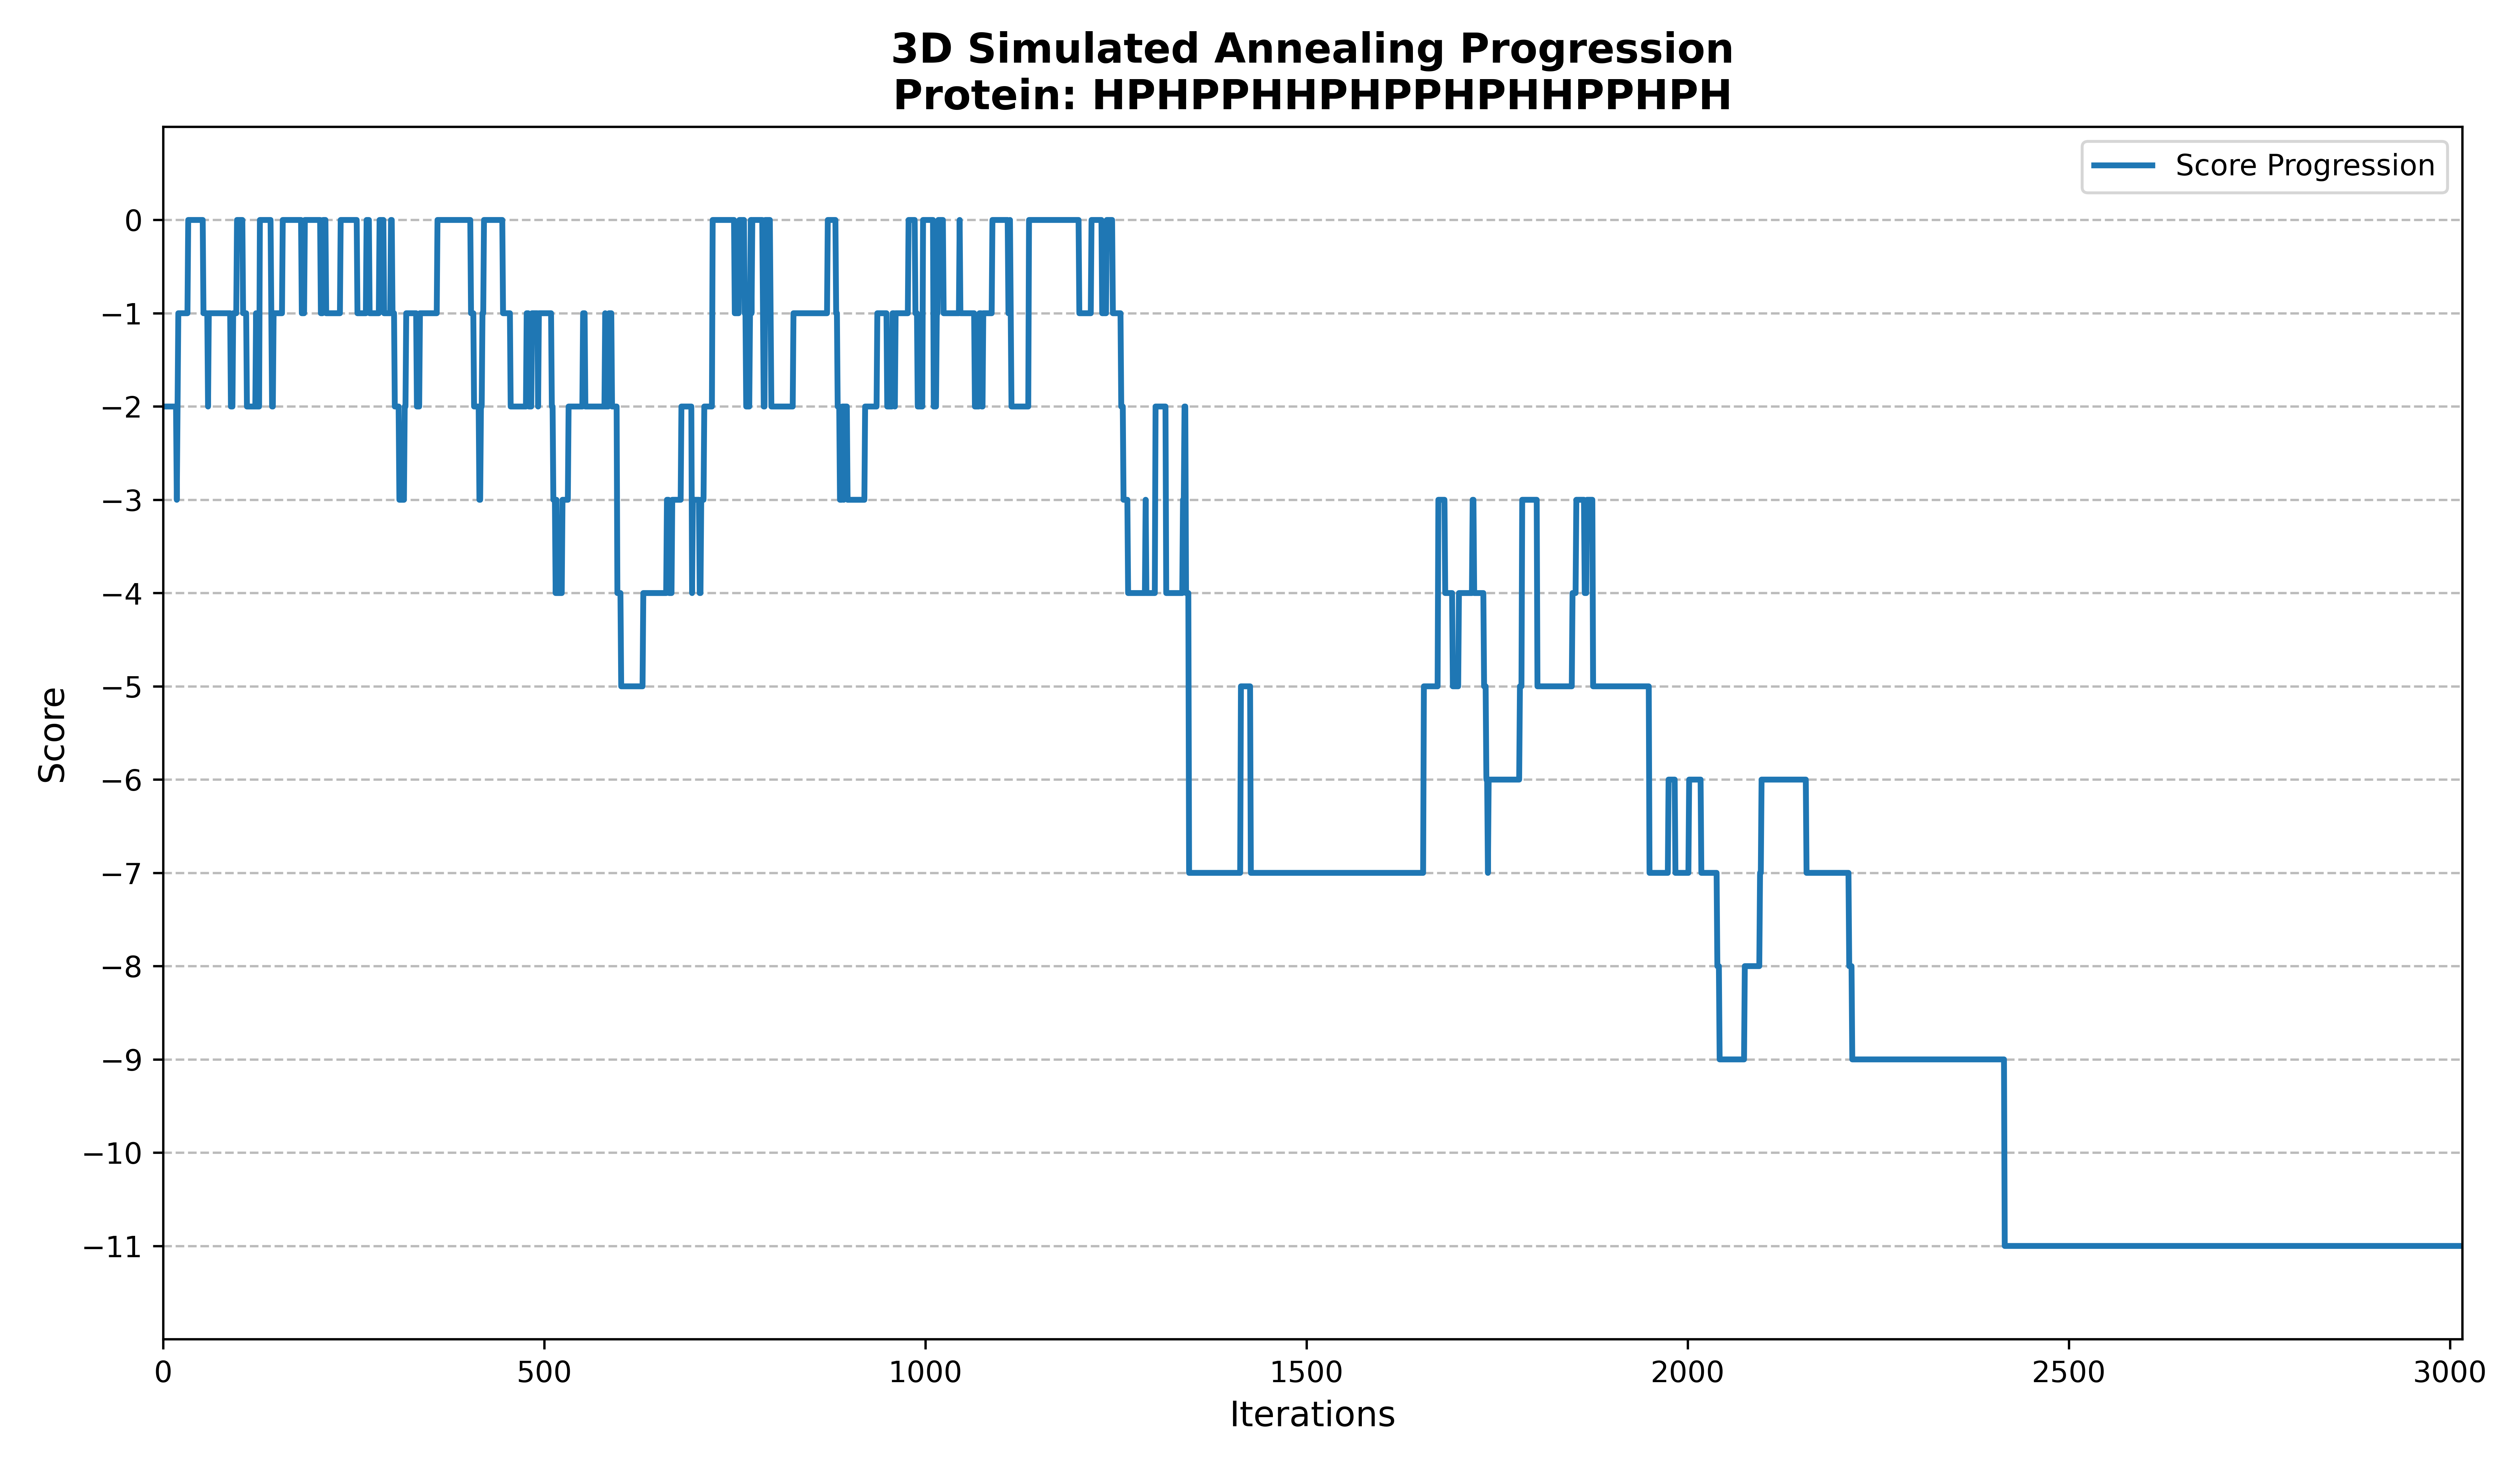 3D Simulated Annealing Progression
Protein: HPHPPHHPHPPHPHHPPHPH
Score Progression
Score
0
−1
−2
−3
−4
−5
−6
−7
−8
−9
−10
−11
0 500 1000 1500 2000 2500 3000
Iterations